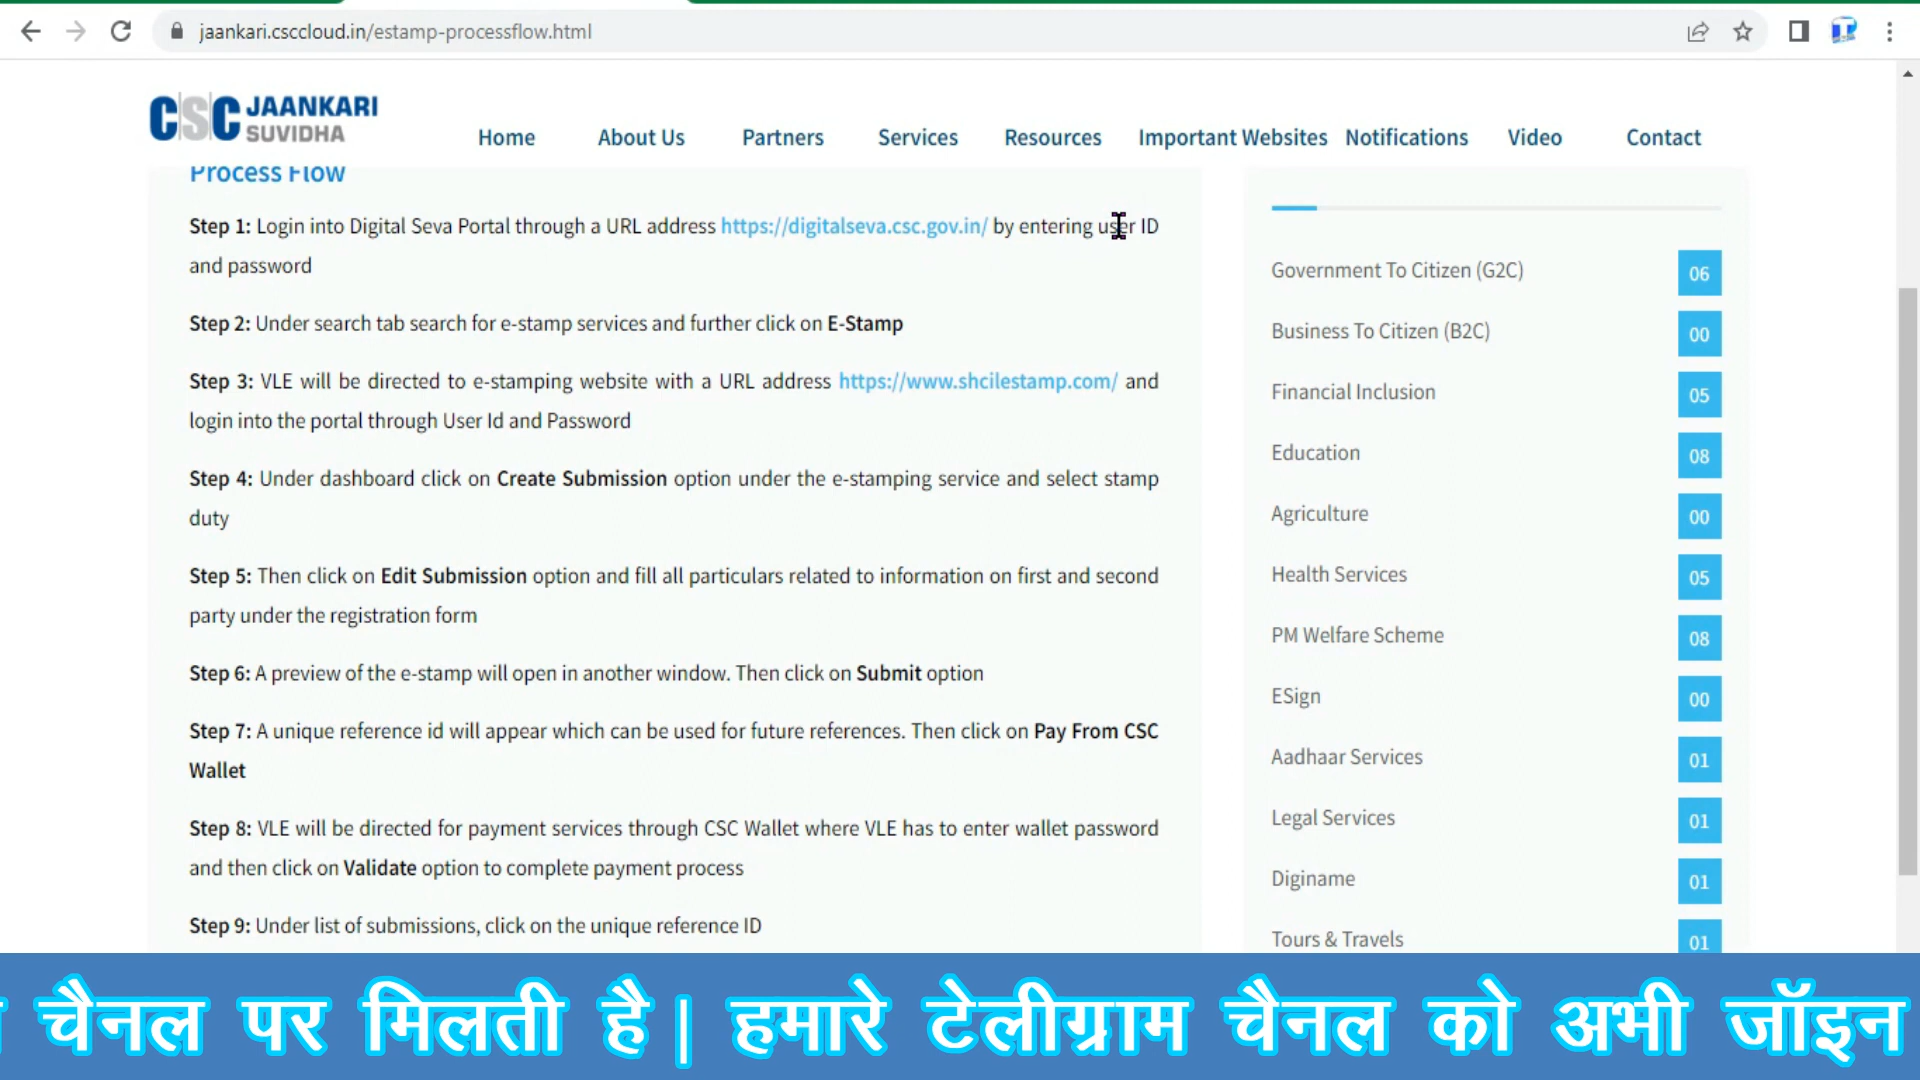 jaankari.csccloud.in/estamp-processflow.html
CSC JAANKARI SUVIDHA
Home About Us Partners Services Resources Important Websites Notifications Video Contact
Process Flow
Step 1: Login into Digital Seva Portal through a URL address https://digitalseva.csc.gov.in/ by entering user ID
and password
Step 2: Under search tab search for e-stamp services and further click on E-Stamp
Step 3: VLE will be directed to e-stamping website with a URL address https://www.shcilestamp.com/ and
login into the portal through User Id and Password
Step 4: Under dashboard click on Create Submission option under the e-stamping service and select stamp
duty
Step 5: Then click on Edit Submission option and fill all particulars related to information on first and second
party under the registration form
Step 6: A preview of the e-stamp will open in another window. Then click on Submit option
Step 7: A unique reference id will appear which can be used for future references. Then click on Pay From CSC
Wallet
Step 8: VLE will be directed for payment services through CSC Wallet where VLE has to enter wallet password
and then click on Validate option to complete payment process
Step 9: Under list of submissions, click on the unique reference ID
Government To Citizen (G2C) 06
Business To Citizen (B2C) 00
Financial Inclusion 05
Education 08
Agriculture 00
Health Services 05
PM Welfare Scheme 08
ESign 00
Aadhaar Services 01
Legal Services 01
Diginame 01
Tours & Travels 01
चैनल पर मिलती है | हमारे टेलीग्राम चैनल को अभी जॉइन